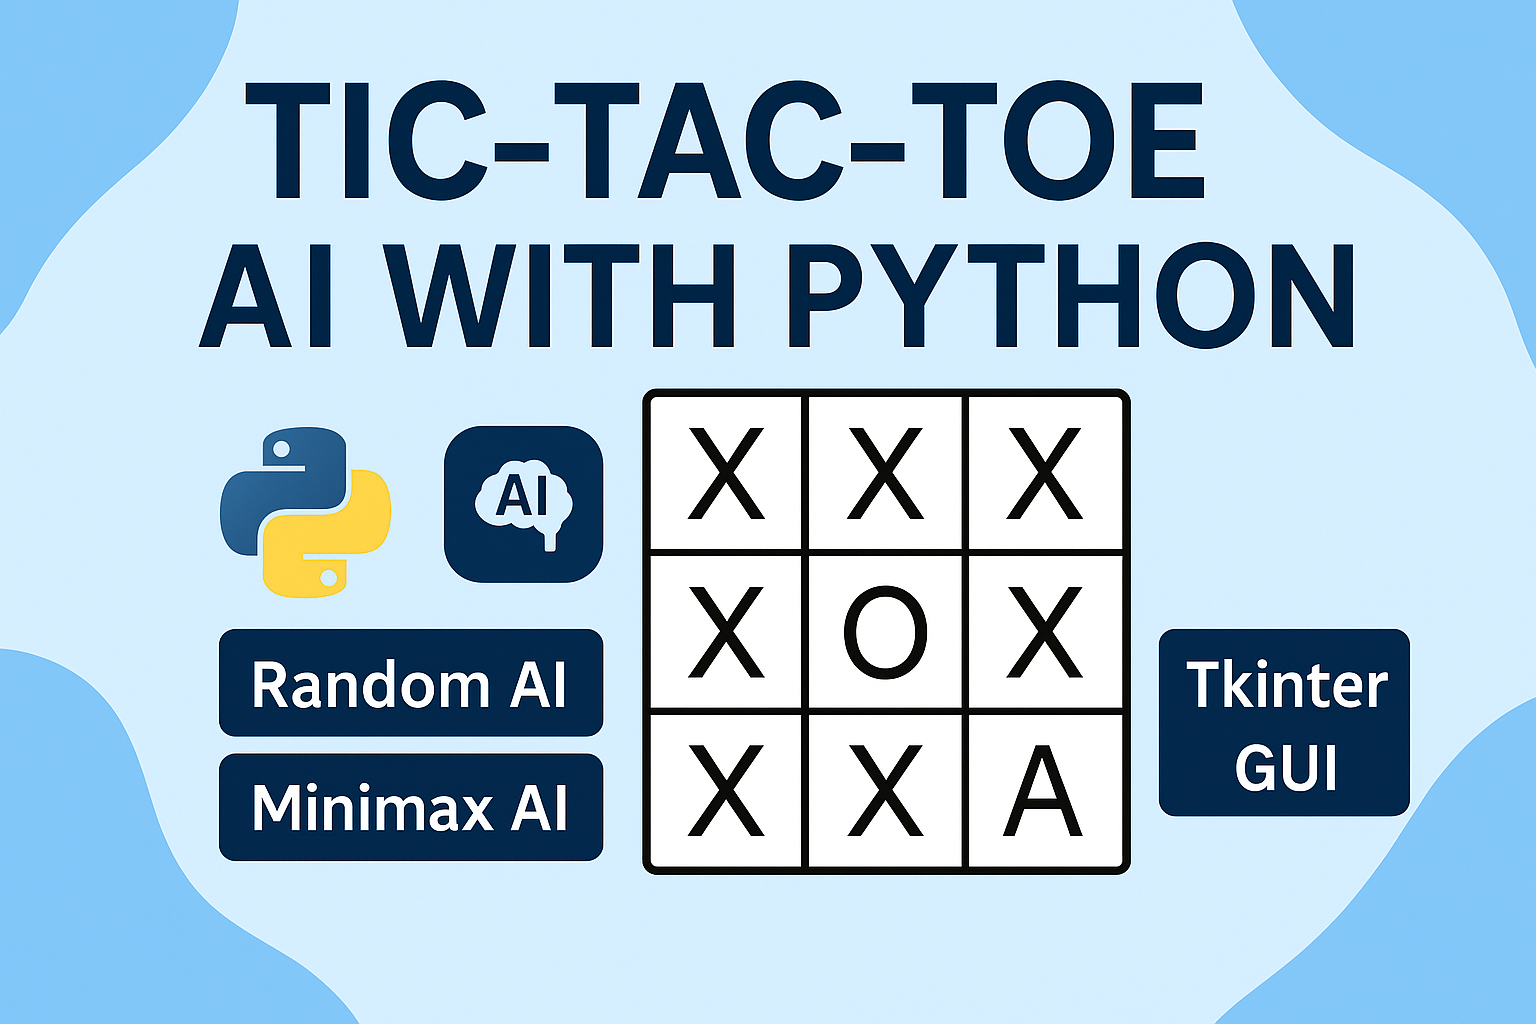 TIC-TAC-TOE
AI WITH PYTHON
AI
Random AI
Minimax AI
X X X
X O X
X X A
Tkinter
GUI